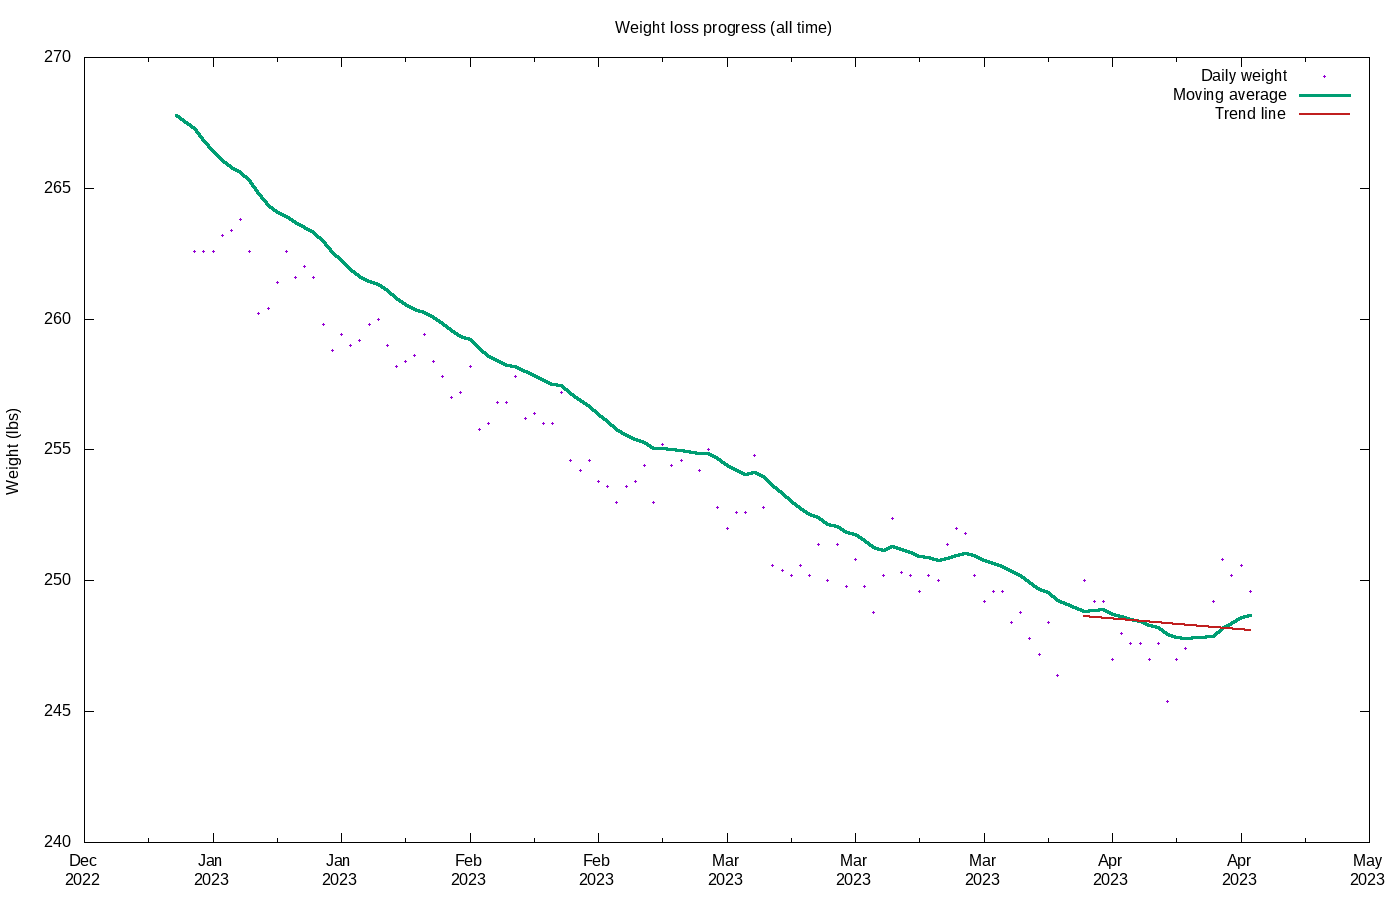 Weight loss progress (all time)
Daily weight
Moving average
Trend line
Weight (lbs)
270
265
260
255
250
245
240
Dec Jan Jan Feb Feb Mar Mar Mar Apr Apr May
2022 2023 2023 2023 2023 2023 2023 2023 2023 2023 2023